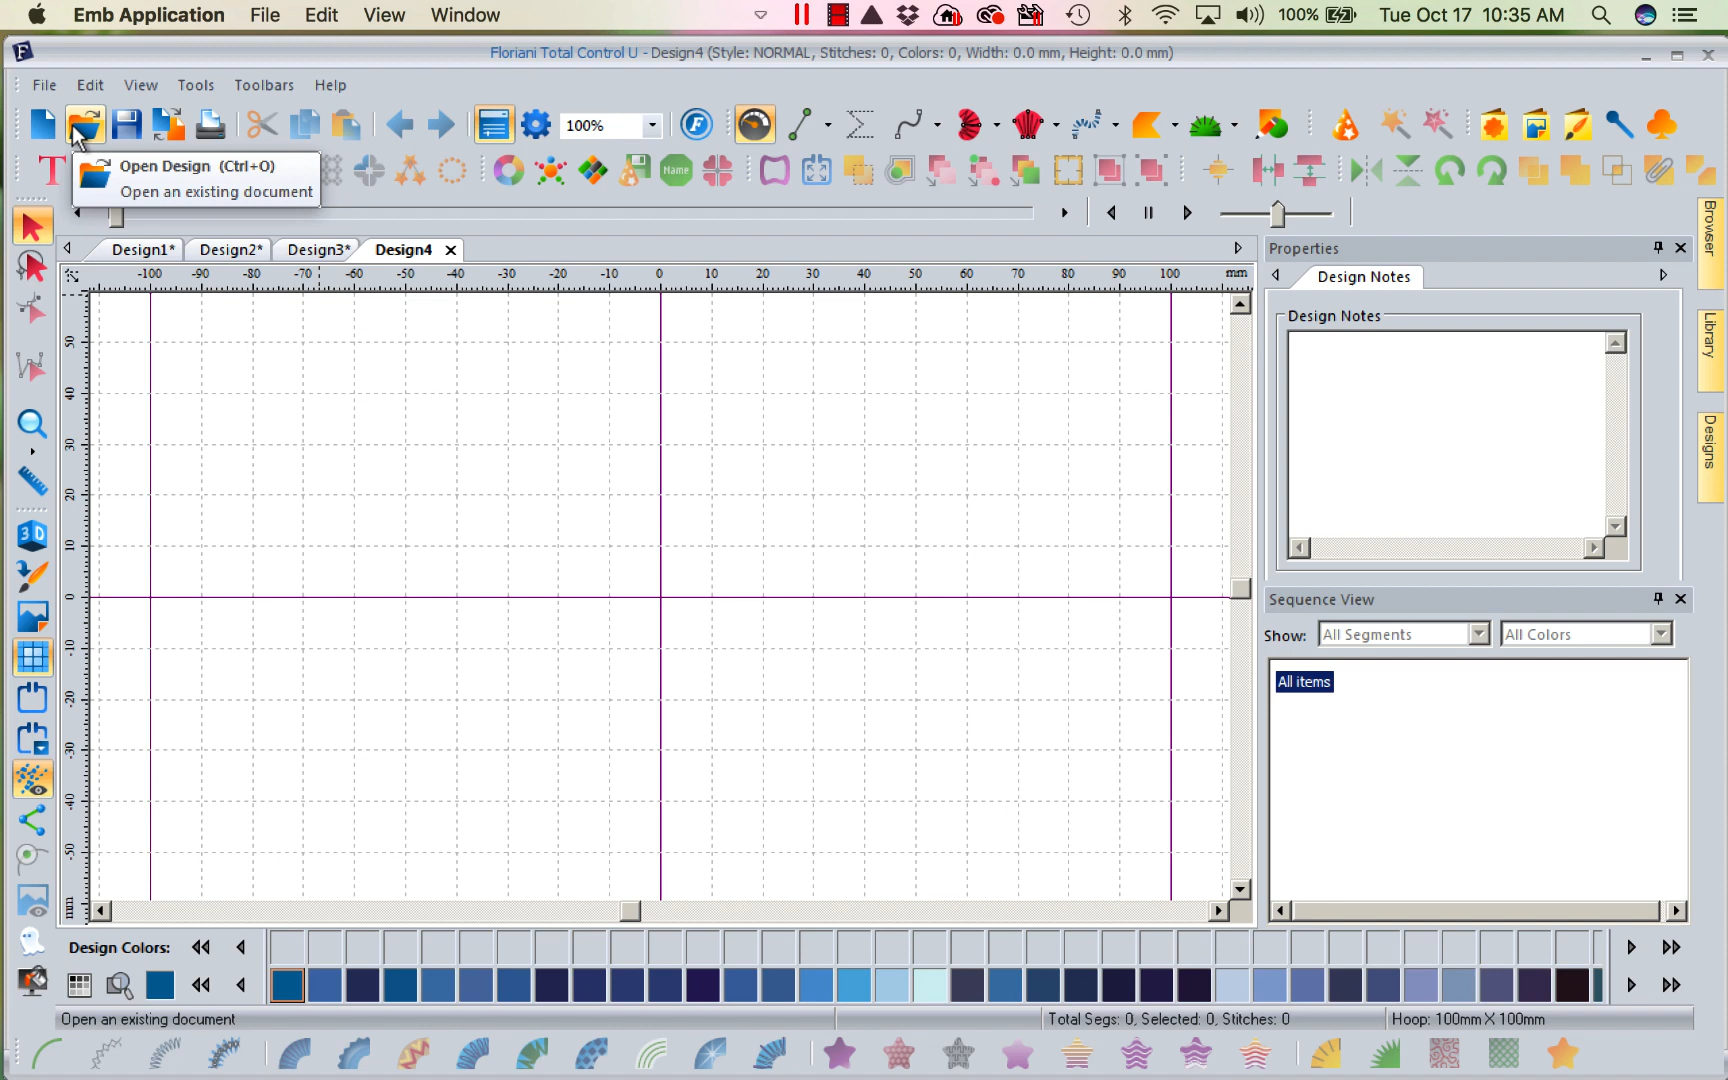 Emb Application File Edit View Window 100% Tue Oct 17 10:35 AM
Floriani Total Control U - Design4 (Style: NORMAL, Stitches: 0, Colors: 0, Width: 0.0 mm, Height: 0.0 mm)
File Edit View Tools Toolbars Help
100%
Open Design (Ctrl+O)
Open an existing document
Name
Design1* Design2* Design3* Design4
-100 -90 -80 -70 -60 -50 -40 -30 -20 -10 0 10 20 30 40 50 60 70 80 90 100 mm
50
40
30
20
10
0
-10
-20
-30
-40
-50
mm
3D
Properties
Design Notes
Design Notes
Browser
Library
Designs
Sequence View
Show: All Segments All Colors
All items
Design Colors:
Open an existing document Total Segs: 0, Selected: 0, Stitches: 0 Hoop: 100mm X 100mm